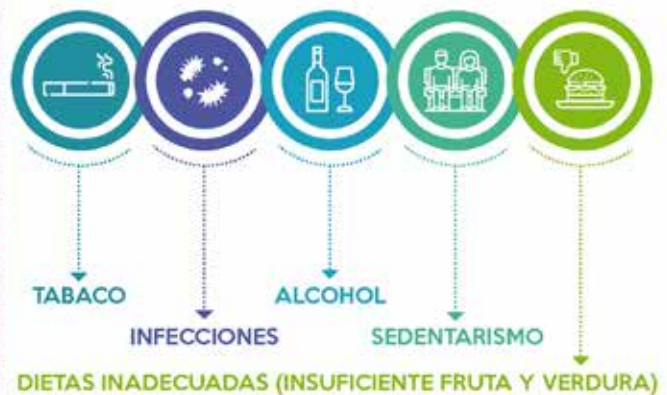 TABACO
ALCOHOL
INFECCIONES
SEDENTARISMO
DIETAS INADECUADAS (INSUFICIENTE FRUTA Y VERDURA)